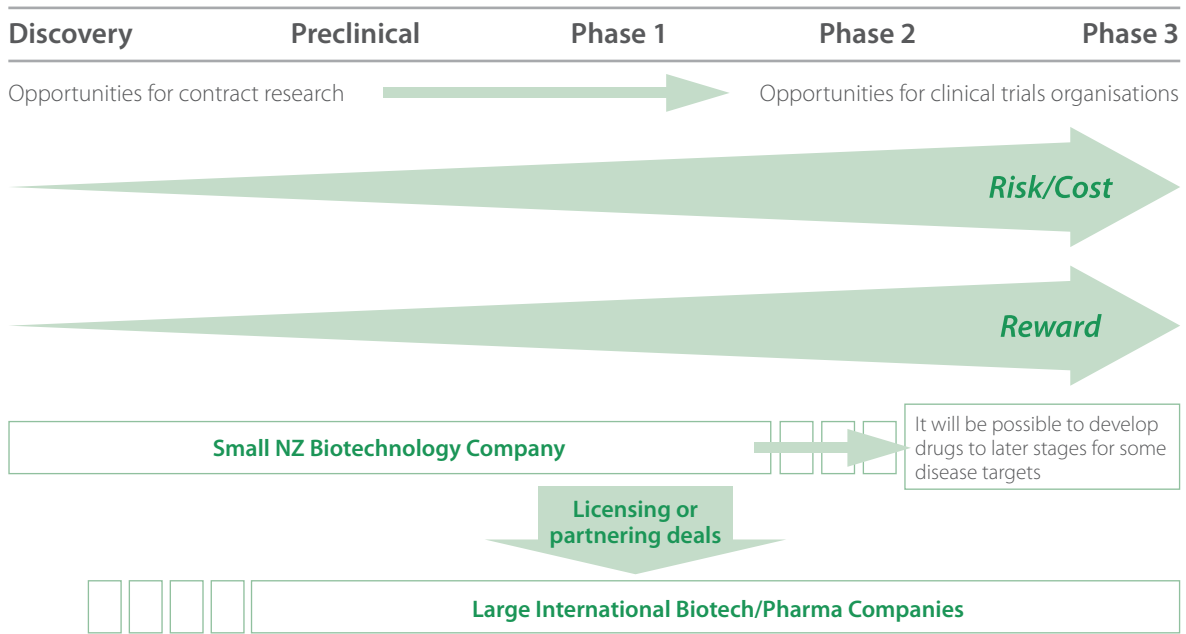 Discovery Preclinical Phase 1 Phase 2 Phase 3
Opportunities for contract research Opportunities for clinical trials organisations
Risk/Cost
Reward
Small NZ Biotechnology Company
It will be possible to develop
drugs to later stages for some
disease targets
Licensing or
partnering deals
Large International Biotech/Pharma Companies